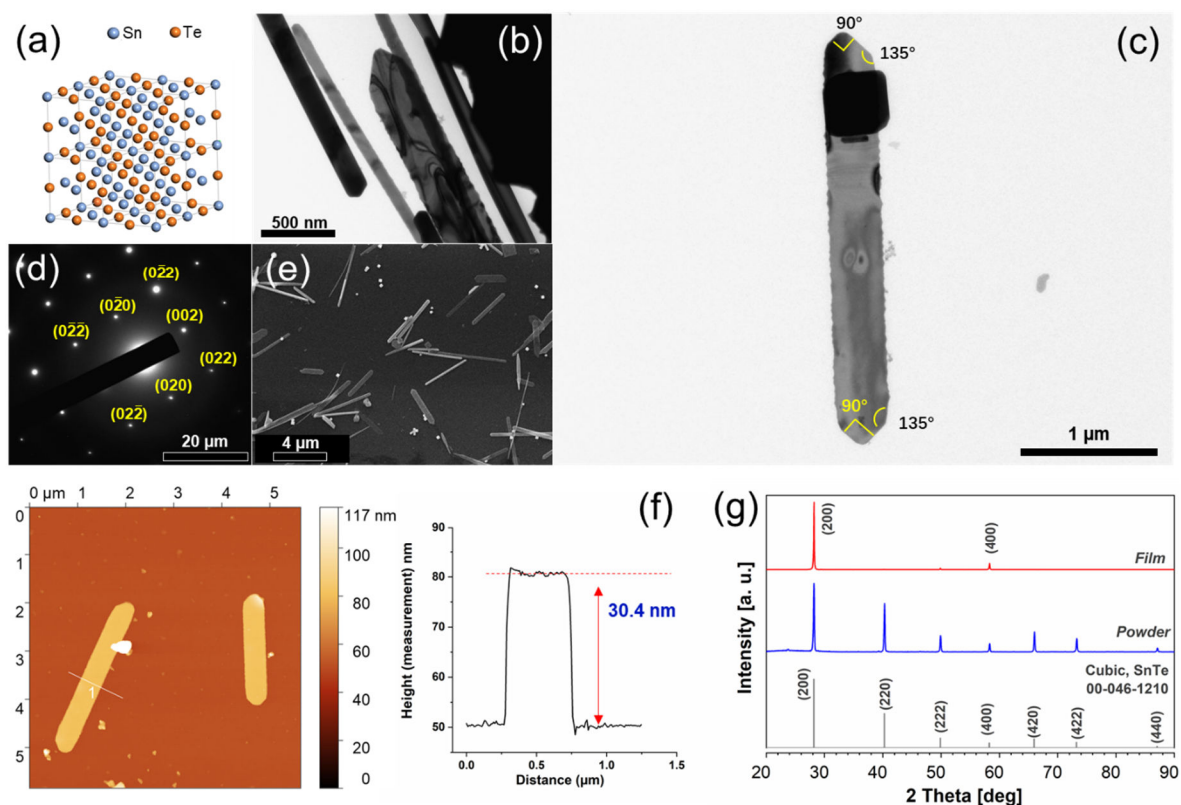 (a)
Sn
Te
(b)
500 nm
(c)
90°
135°
90°
135°
1 µm
(d)
(02̄2)
(02̄0)
(002)
(02̄2̄)
(022)
(020)
(022̄)
20 µm
(e)
4 µm
0 µm 1 2 3 4 5
0
1
2
3
4
5
1
117 nm
100
80
60
40
20
0
(f)
Height (measurement) nm
90
80
70
60
50
30.4 nm
0.0 0.5 1.0 1.5
Distance (µm)
(g)
Intensity [a. u.]
(200)
(400)
Film
Powder
Cubic, SnTe
00-046-1210
(200)
(220)
(222)
(400)
(420)
(422)
(440)
20 30 40 50 60 70 80 90
2 Theta [deg]